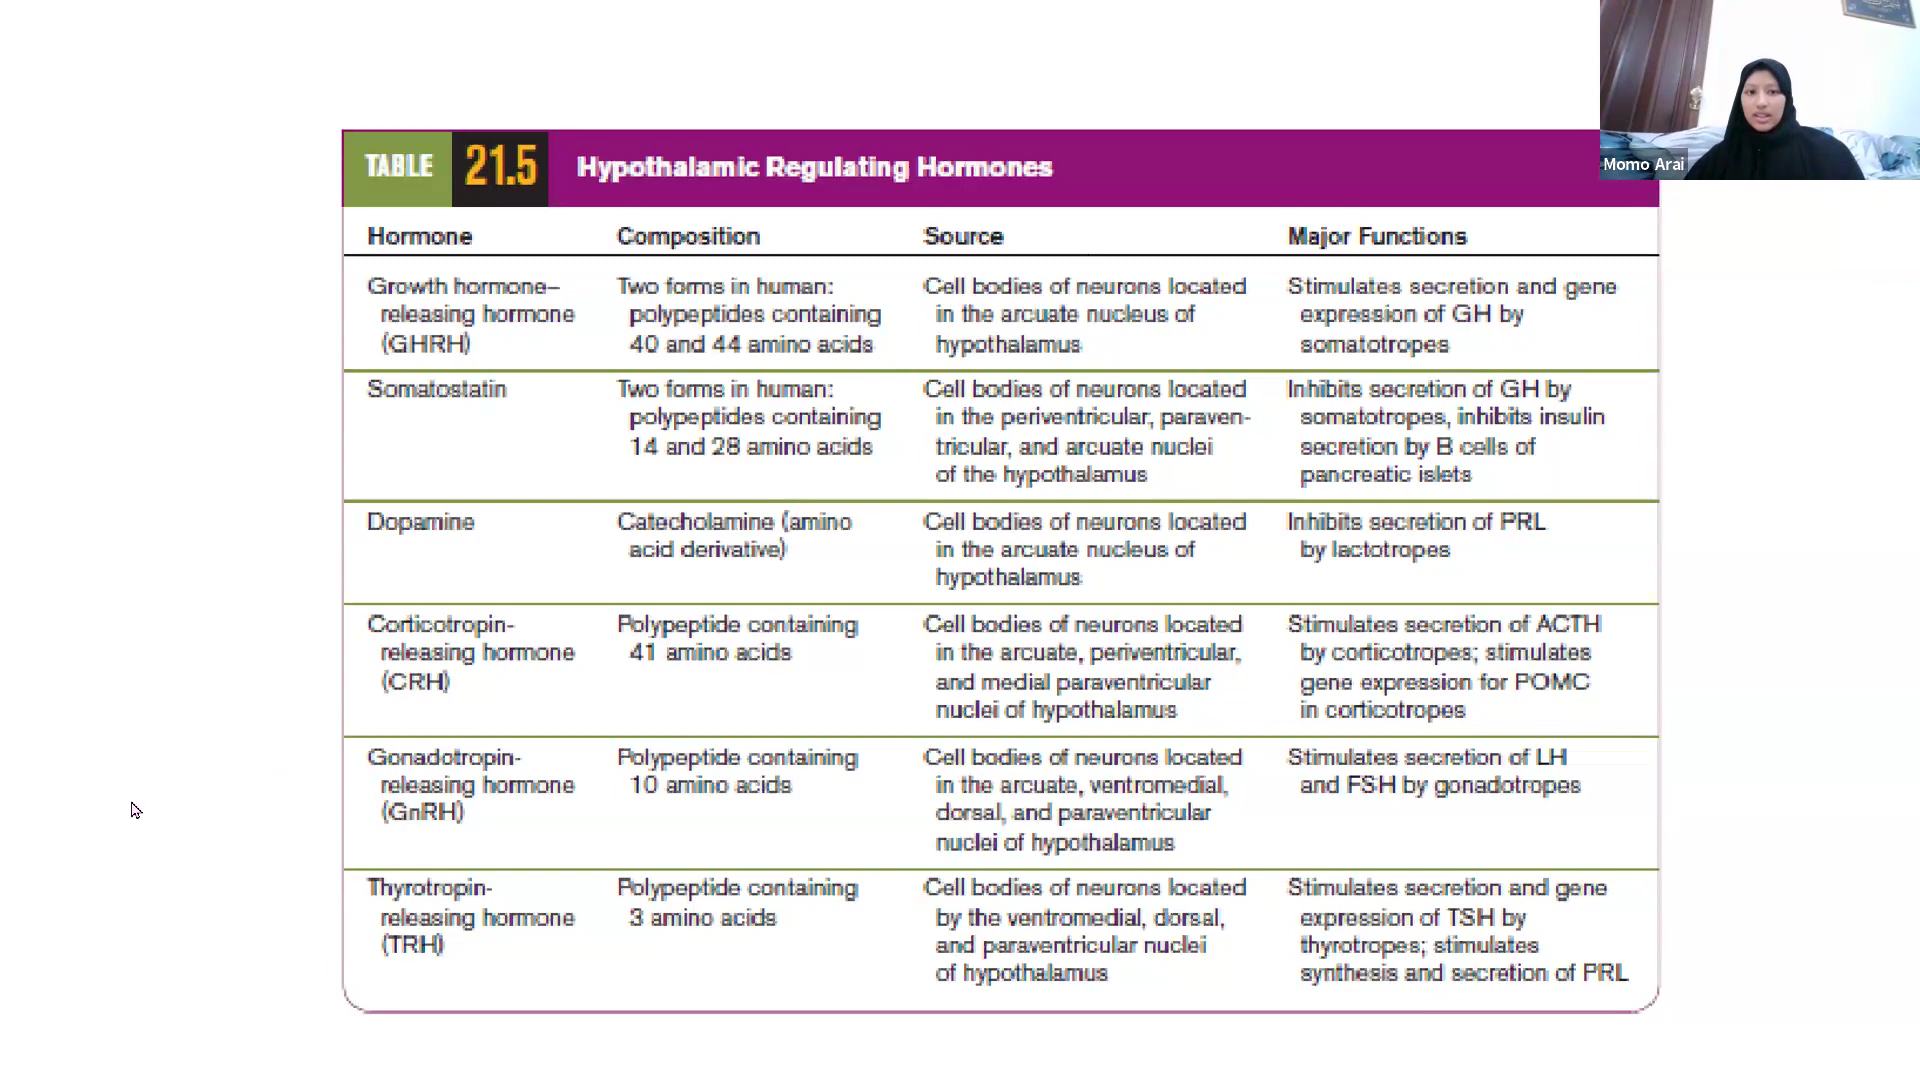 TABLE 21.5 Hypothalamic Regulating Hormones
Hormone Composition Source Major Functions
Growth hormone–
releasing hormone
(GHRH)
Two forms in human:
polypeptides containing
40 and 44 amino acids
Cell bodies of neurons located
in the arcuate nucleus of
hypothalamus
Stimulates secretion and gene
expression of GH by
somatotropes
Somatostatin
Two forms in human:
polypeptides containing
14 and 28 amino acids
Cell bodies of neurons located
in the periventricular, paraven-
tricular, and arcuate nuclei
of the hypothalamus
Inhibits secretion of GH by
somatotropes, inhibits insulin
secretion by B cells of
pancreatic islets
Dopamine
Catecholamine (amino
acid derivative)
Cell bodies of neurons located
in the arcuate nucleus of
hypothalamus
Inhibits secretion of PRL
by lactotropes
Corticotropin-
releasing hormone
(CRH)
Polypeptide containing
41 amino acids
Cell bodies of neurons located
in the arcuate, periventricular,
and medial paraventricular
nuclei of hypothalamus
Stimulates secretion of ACTH
by corticotropes; stimulates
gene expression for POMC
in corticotropes
Gonadotropin-
releasing hormone
(GnRH)
Polypeptide containing
10 amino acids
Cell bodies of neurons located
in the arcuate, ventromedial,
dorsal, and paraventricular
nuclei of hypothalamus
Stimulates secretion of LH
and FSH by gonadotropes
Thyrotropin-
releasing hormone
(TRH)
Polypeptide containing
3 amino acids
Cell bodies of neurons located
by the ventromedial, dorsal,
and paraventricular nuclei
of hypothalamus
Stimulates secretion and gene
expression of TSH by
thyrotropes; stimulates
synthesis and secretion of PRL
Momo Arai